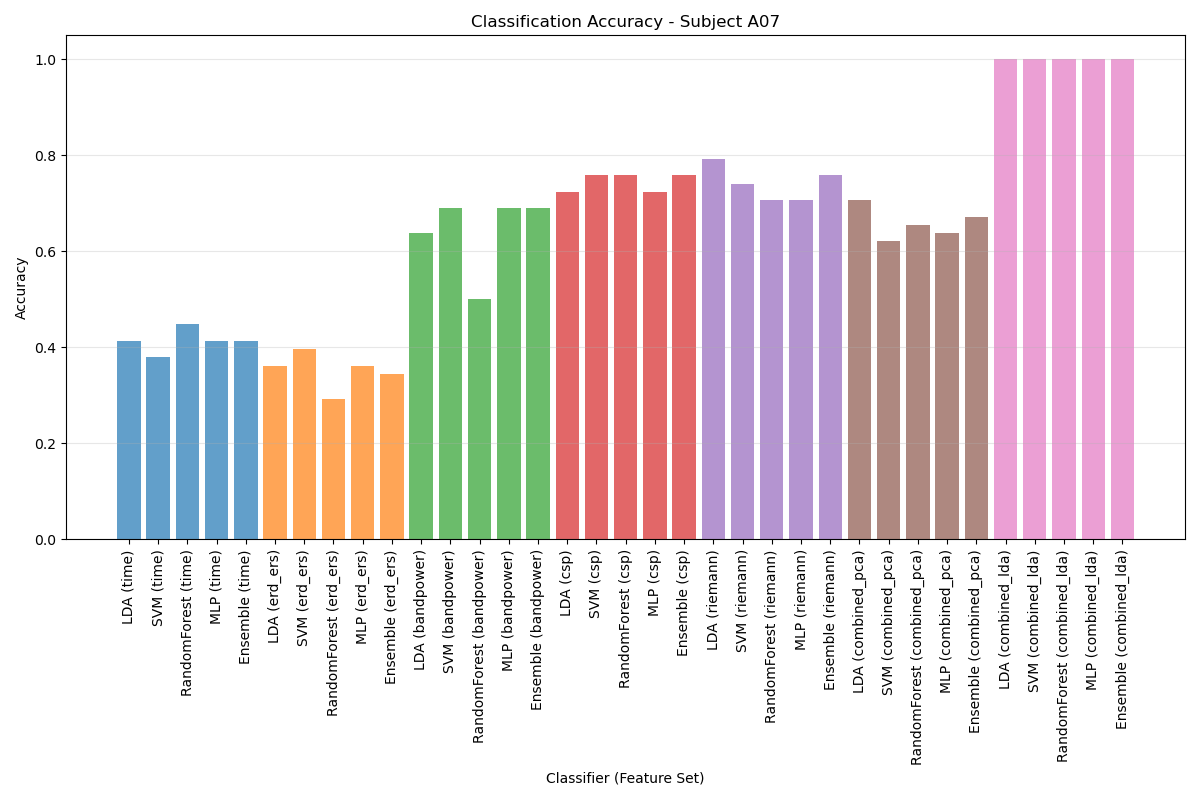 Classification Accuracy - Subject A07
1.0
0.8
0.6
0.4
0.2
0.0
Accuracy
LDA (time)
SVM (time)
RandomForest (time)
MLP (time)
Ensemble (time)
LDA (erd_ers)
SVM (erd_ers)
RandomForest (erd_ers)
MLP (erd_ers)
Ensemble (erd_ers)
LDA (bandpower)
SVM (bandpower)
RandomForest (bandpower)
MLP (bandpower)
Ensemble (bandpower)
LDA (csp)
SVM (csp)
RandomForest (csp)
MLP (csp)
Ensemble (csp)
LDA (riemann)
SVM (riemann)
RandomForest (riemann)
MLP (riemann)
Ensemble (riemann)
LDA (combined_pca)
SVM (combined_pca)
RandomForest (combined_pca)
MLP (combined_pca)
Ensemble (combined_pca)
LDA (combined_lda)
SVM (combined_lda)
RandomForest (combined_lda)
MLP (combined_lda)
Ensemble (combined_lda)
Classifier (Feature Set)